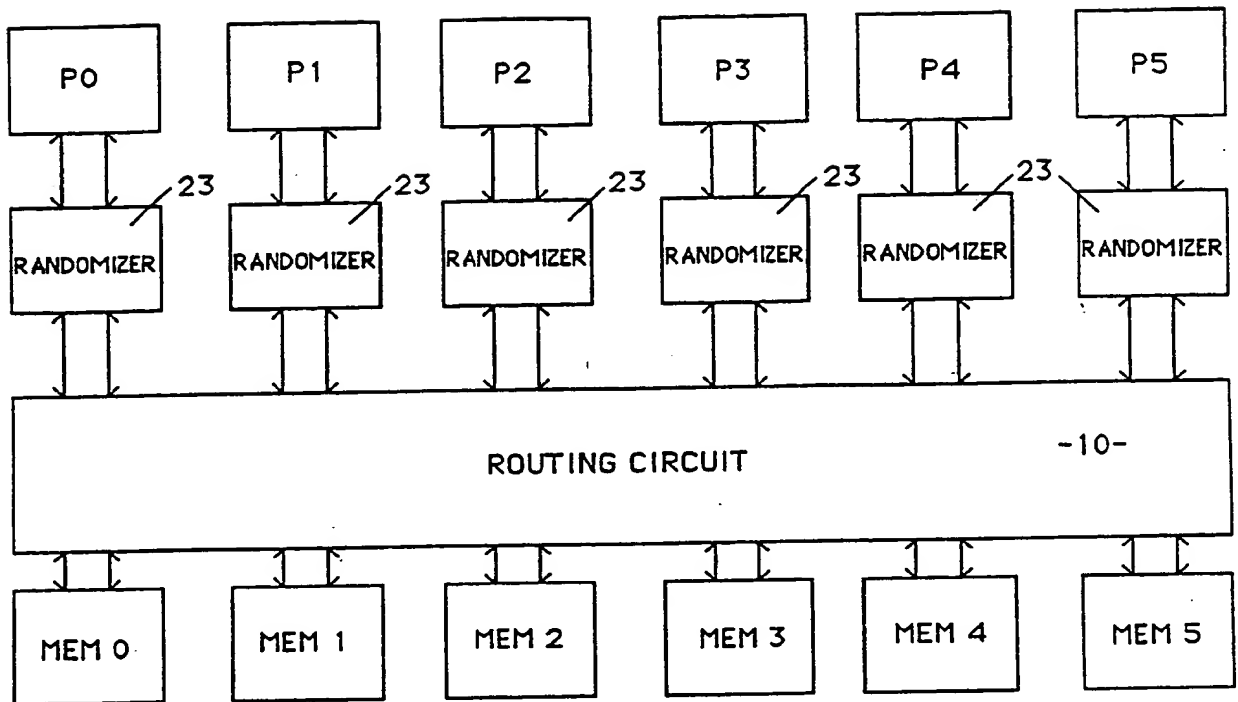 P0 P1 P2 P3 P4 P5
23 23 23 23 23
RANDOMIZER RANDOMIZER RANDOMIZER RANDOMIZER RANDOMIZER RANDOMIZER
ROUTING CIRCUIT -10-
MEM 0 MEM 1 MEM 2 MEM 3 MEM 4 MEM 5